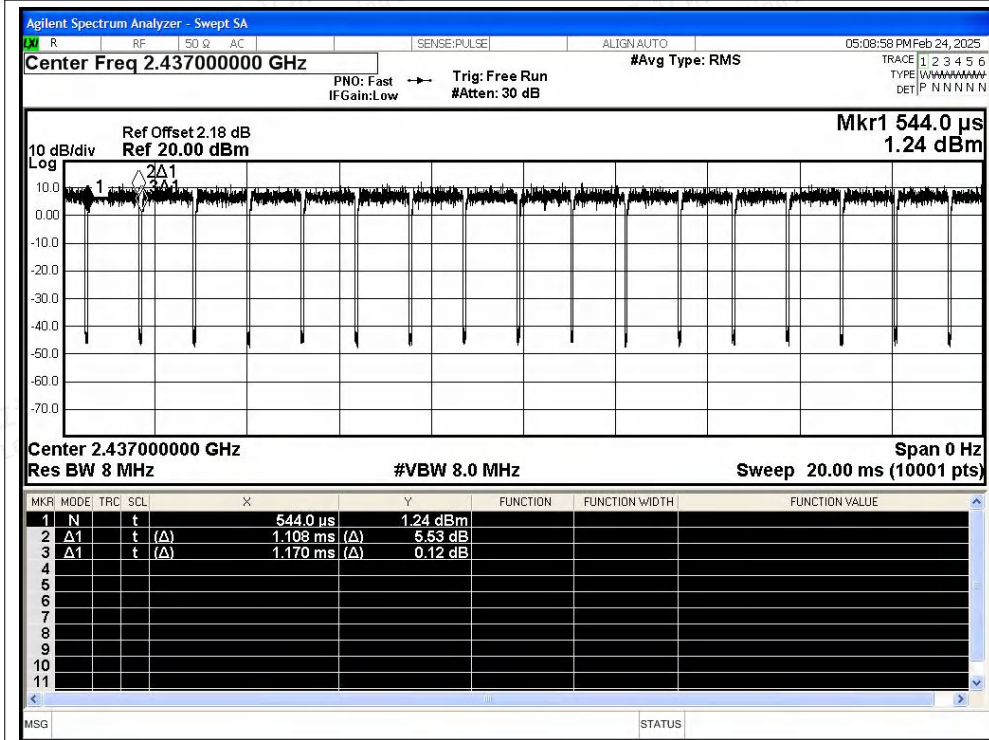 Agilent Spectrum Analyzer - Swept SA
LXI R RF 50 Ω AC SENSE:PULSE ALIGN AUTO 05:08:58 PM Feb 24, 2025
Center Freq 2.437000000 GHz #Avg Type: RMS TRACE 1 2 3 4 5 6
PNO: Fast Trig: Free Run TYPE WWWWWW
IFGain:Low #Atten: 30 dB DET P N N N N N
Mkr1 544.0 µs
Ref Offset 2.18 dB
10 dB/div Ref 20.00 dBm 1.24 dBm
Log
1 2Δ1
3Δ1
10.0
0.00
-10.0
-20.0
-30.0
-40.0
-50.0
-60.0
-70.0
Center 2.437000000 GHz Span 0 Hz
Res BW 8 MHz #VBW 8.0 MHz Sweep 20.00 ms (10001 pts)
MKR MODE TRC SCL X Y FUNCTION FUNCTION WIDTH FUNCTION VALUE
1 N t 544.0 µs 1.24 dBm
2 Δ1 t (Δ) 1.108 ms (Δ) 5.53 dB
3 Δ1 t (Δ) 1.170 ms (Δ) 0.12 dB
4
5
6
7
8
9
10
11
MSG STATUS